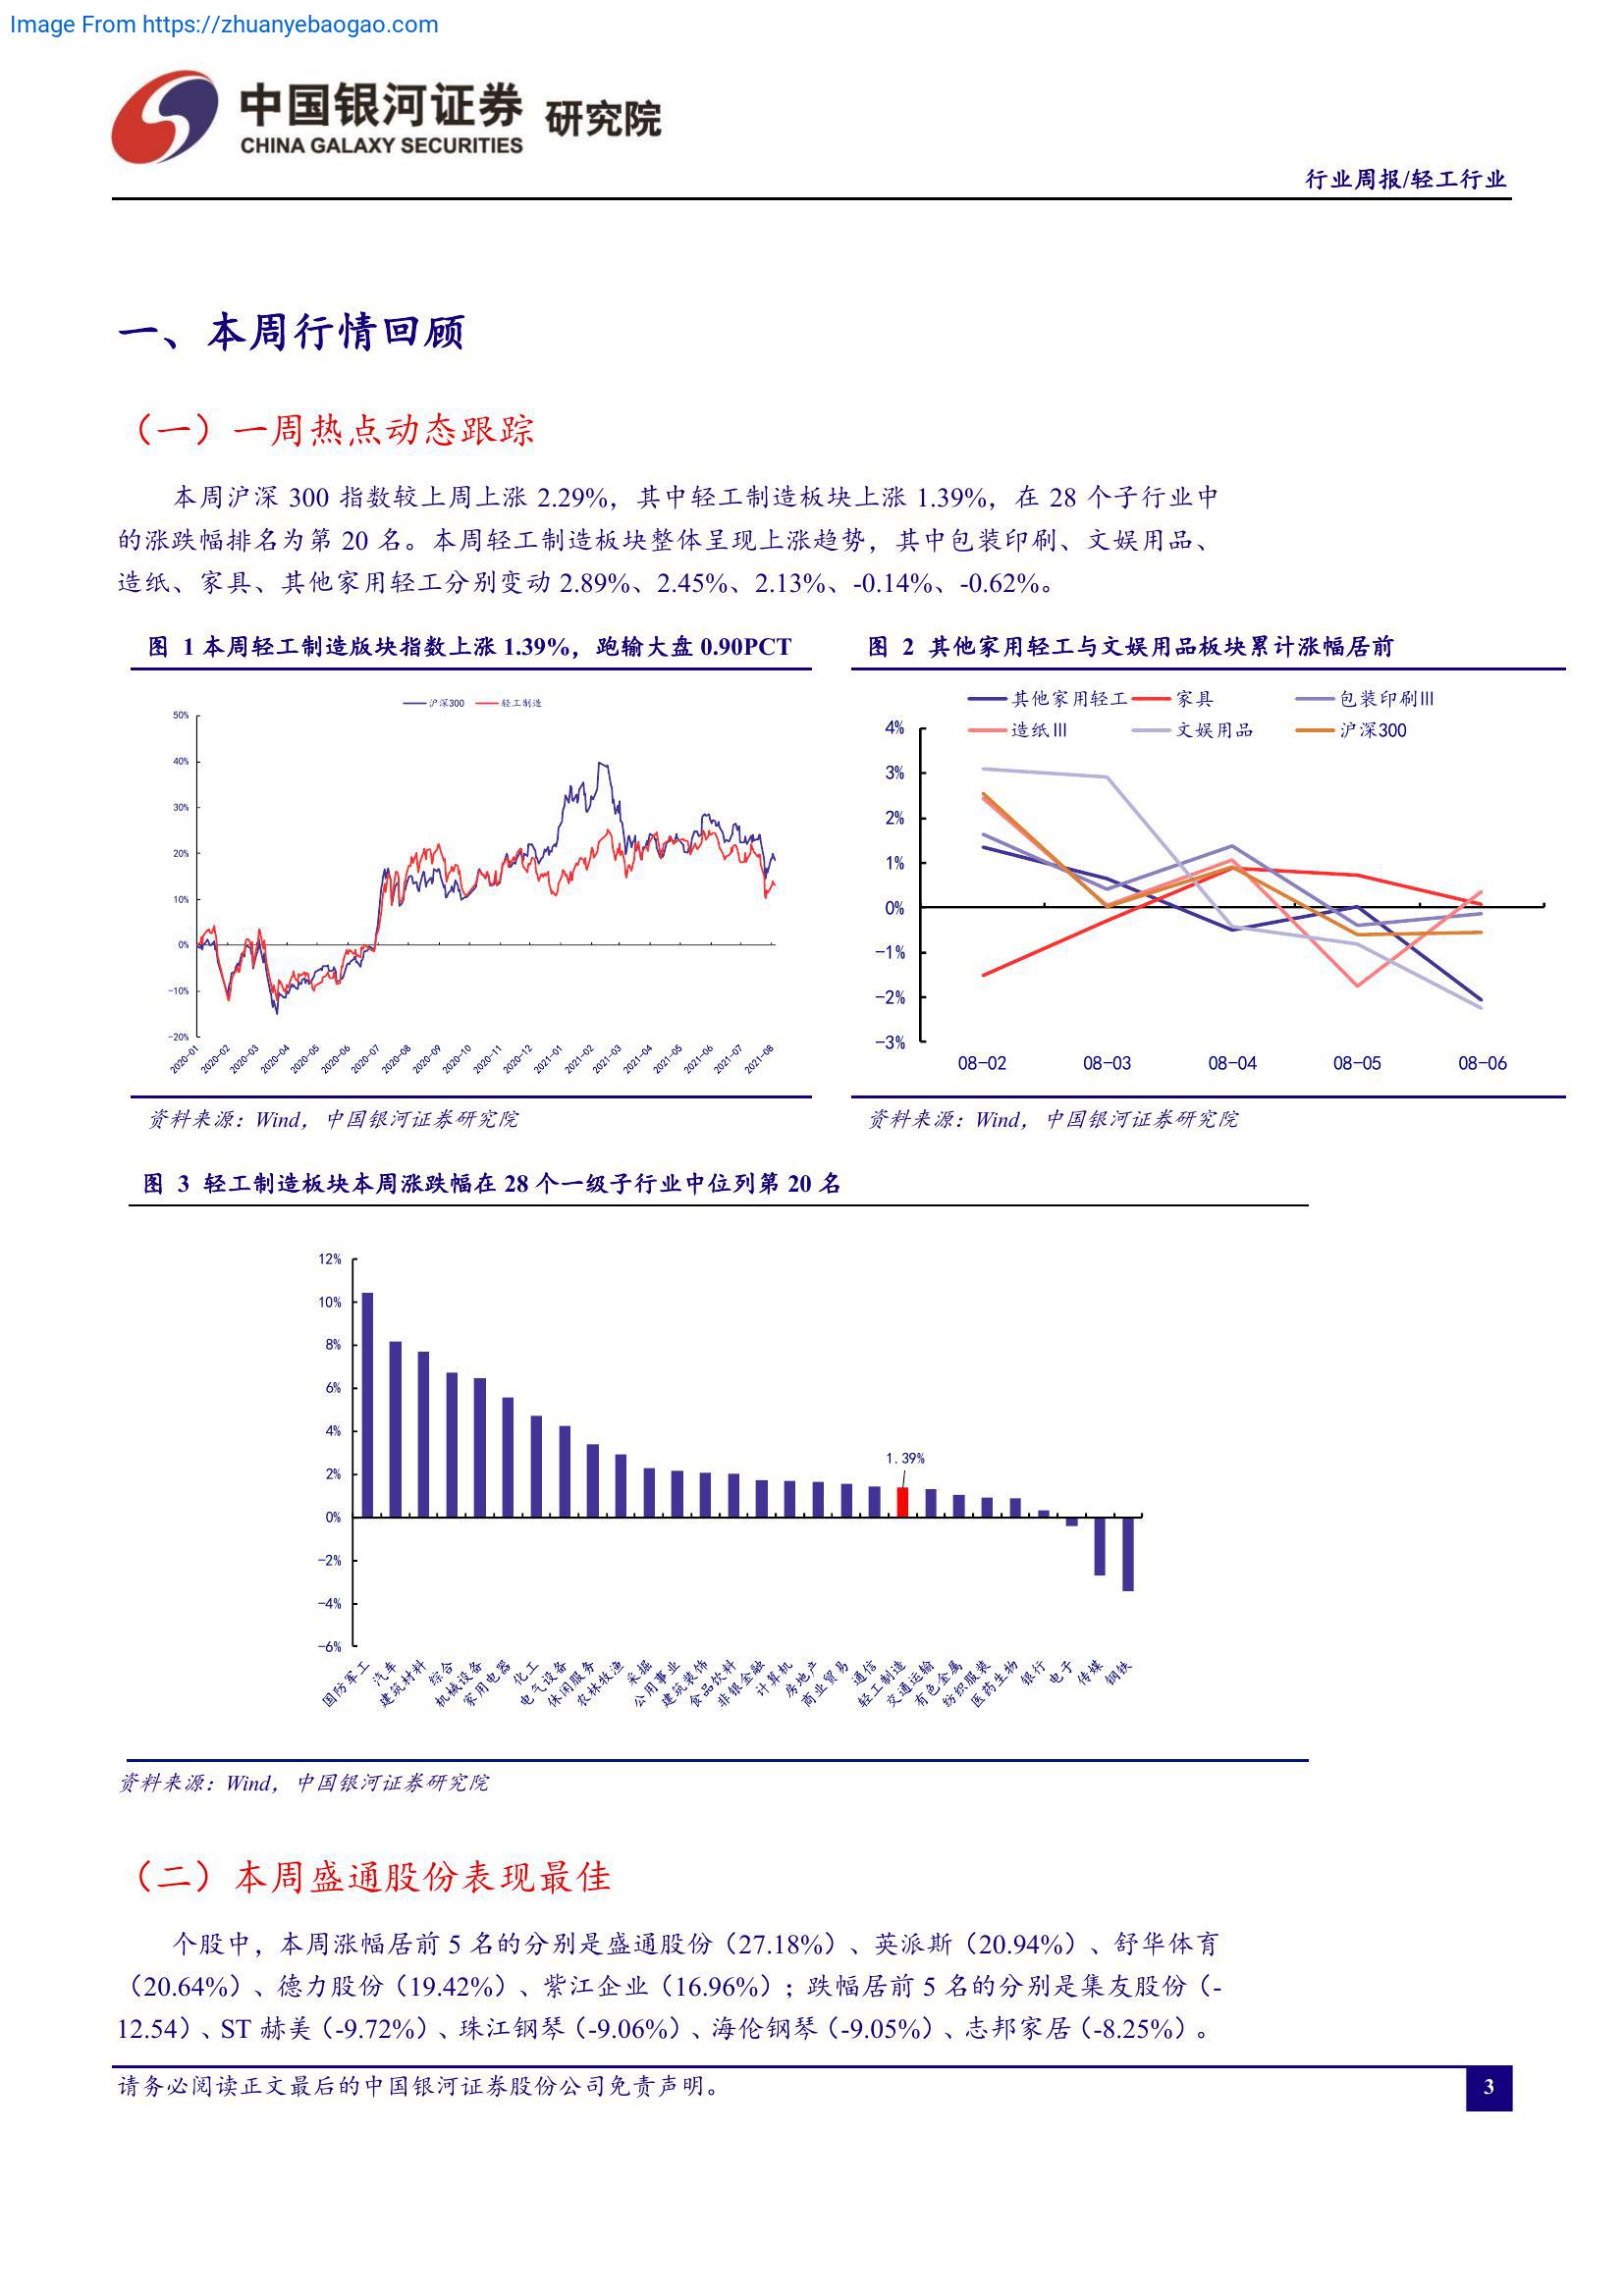 Image From https://zhuanyebaogao.com
中国银河证券 研究院
CHINA GALAXY SECURITIES
行业周报/轻工行业
一、本周行情回顾
（一）一周热点动态跟踪
本周沪深 300 指数较上周上涨 2.29%，其中轻工制造板块上涨 1.39%，在 28 个子行业中
的涨跌幅排名为第 20 名。本周轻工制造板块整体呈现上涨趋势，其中包装印刷、文娱用品、
造纸、家具、其他家用轻工分别变动 2.89%、2.45%、2.13%、-0.14%、-0.62%。
图 1 本周轻工制造版块指数上涨 1.39%，跑输大盘 0.90PCT
沪深300 轻工制造
50%
40%
30%
20%
10%
0%
-10%
-20%
2020-01 2020-02 2020-03 2020-04 2020-05 2020-06 2020-07 2020-08 2020-09 2020-10 2020-11 2020-12 2021-01 2021-02 2021-03 2021-04 2021-05 2021-06 2021-07 2021-08
资料来源：Wind，中国银河证券研究院
图 2 其他家用轻工与文娱用品板块累计涨幅居前
其他家用轻工 家具 包装印刷Ⅲ
造纸Ⅲ 文娱用品 沪深300
4%
3%
2%
1%
0%
-1%
-2%
-3%
08-02 08-03 08-04 08-05 08-06
资料来源：Wind，中国银河证券研究院
图 3 轻工制造板块本周涨跌幅在 28 个一级子行业中位列第 20 名
12%
10%
8%
6%
4%
2%
0%
-2%
-4%
-6%
1.39%
国防军工 汽车 建筑材料 综合 机械设备 家用电器 化工 电气设备 休闲服务 农林牧渔 采掘 公用事业 建筑装饰 食品饮料 非银金融 计算机 房地产 商业贸易 通信 轻工制造 交通运输 有色金属 纺织服装 医药生物 银行 电子 传媒 钢铁
资料来源：Wind，中国银河证券研究院
（二）本周盛通股份表现最佳
个股中，本周涨幅居前 5 名的分别是盛通股份（27.18%）、英派斯（20.94%）、舒华体育
（20.64%）、德力股份（19.42%）、紫江企业（16.96%）；跌幅居前 5 名的分别是集友股份（-
12.54）、ST 赫美（-9.72%）、珠江钢琴（-9.06%）、海伦钢琴（-9.05%）、志邦家居（-8.25%）。
请务必阅读正文最后的中国银河证券股份公司免责声明。
3